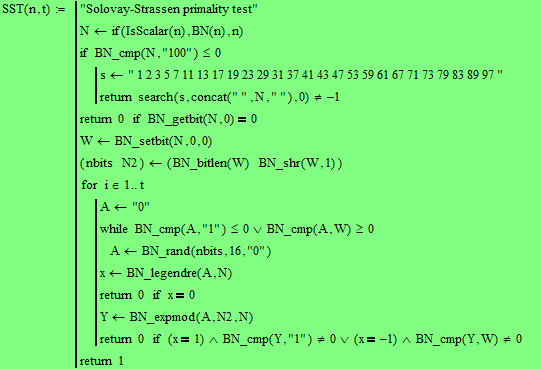 SST(n,t) := "Solovay-Strassen primality test"
N ← if(IsScalar(n),BN(n),n)
if BN_cmp(N,"100") ≤ 0
s ← " 1 2 3 5 7 11 13 17 19 23 29 31 37 41 43 47 53 59 61 67 71 73 79 83 89 97 "
return search(s,concat(" ",N," "),0) ≠ −1
return 0 if BN_getbit(N,0) = 0
W ← BN_setbit(N,0,0)
(nbits N2) ← (BN_bitlen(W) BN_shr(W,1))
for i ∈ 1..t
A ← "0"
while BN_cmp(A,"1") ≤ 0 ∨ BN_cmp(A,W) ≥ 0
A ← BN_rand(nbits,16,"0")
x ← BN_legendre(A,N)
return 0 if x = 0
Y ← BN_expmod(A,N2,N)
return 0 if (x = 1) ∧ BN_cmp(Y,"1") ≠ 0 ∨ (x = −1) ∧ BN_cmp(Y,W) ≠ 0
return 1